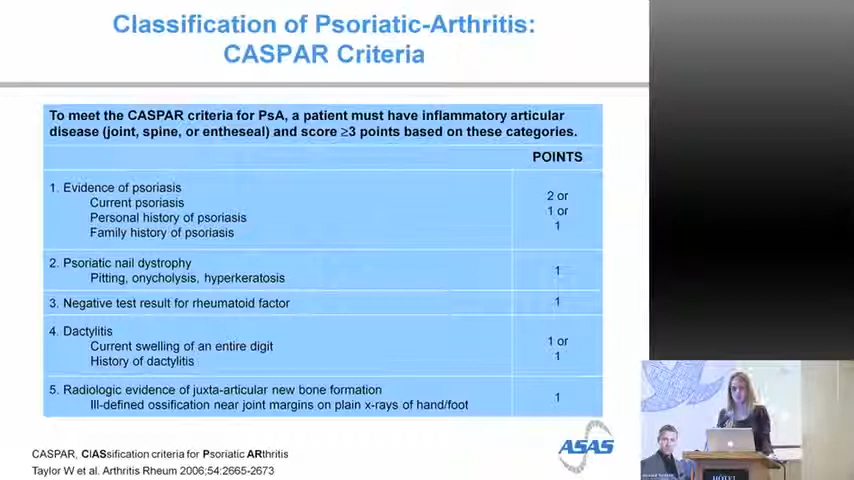 Classification of Psoriatic-Arthritis:
CASPAR Criteria
To meet the CASPAR criteria for PsA, a patient must have inflammatory articular
disease (joint, spine, or entheseal) and score ≥3 points based on these categories.
POINTS
1. Evidence of psoriasis
Current psoriasis
Personal history of psoriasis
Family history of psoriasis
2 or
1 or
1
2. Psoriatic nail dystrophy
Pitting, onycholysis, hyperkeratosis
1
3. Negative test result for rheumatoid factor
1
4. Dactylitis
Current swelling of an entire digit
History of dactylitis
1 or
1
5. Radiologic evidence of juxta-articular new bone formation
Ill-defined ossification near joint margins on plain x-rays of hand/foot
1
ASAS
CASPAR, ClASsification criteria for Psoriatic ARthritis
Taylor W et al. Arthritis Rheum 2006;54:2665-2673
HÔTEL